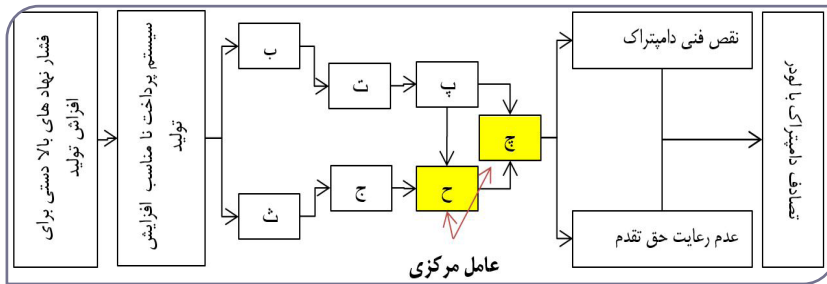 فشار نهاد های بالا دستی برای
افزاش تولید
سیستم پرداخت نا مناسب افزایش
تولید
ب
ت
پ
ث
ج
ح
چ
نقص فنی دامپتراک
عدم رعایت حق تقدم
تصادف دامپتراک با لودر
عامل مرکزی